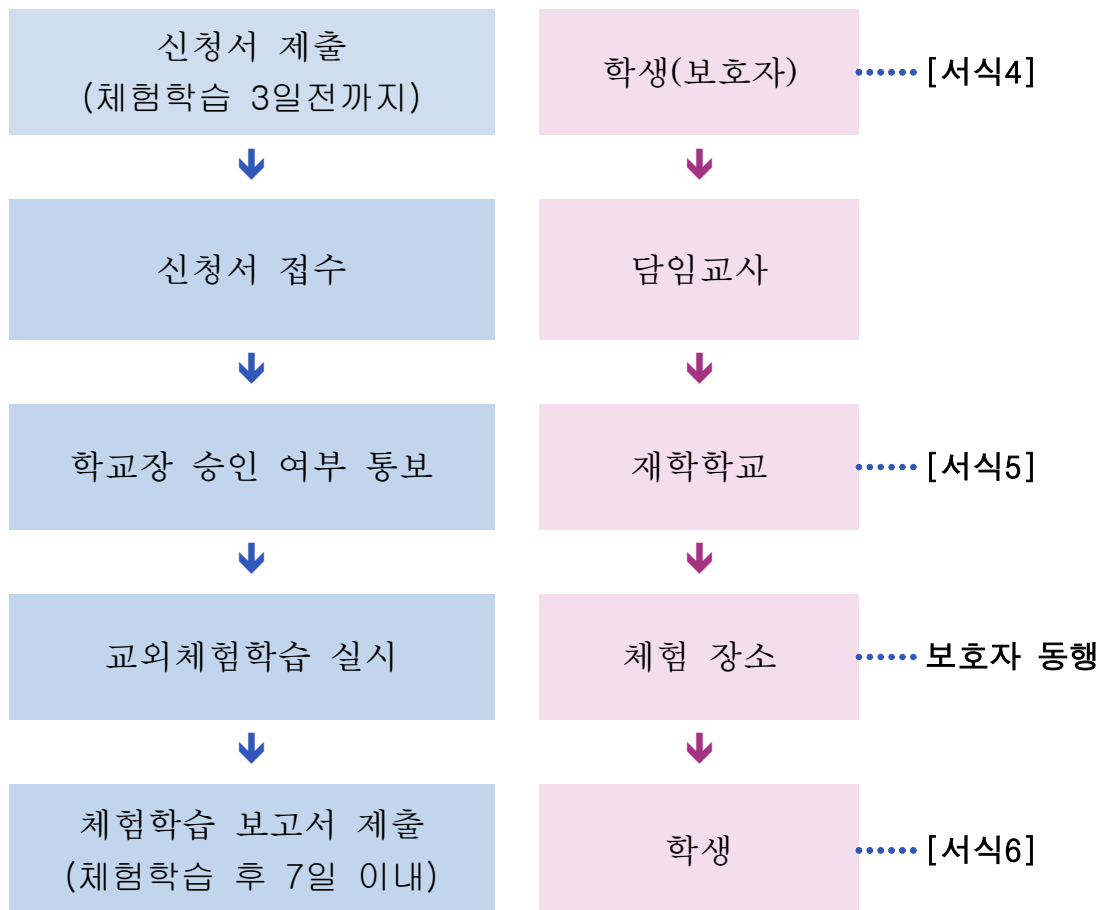 신청서 제출
(체험학습 3일전까지)
학생(보호자)
[서식4]
신청서 접수
담임교사
학교장 승인 여부 통보
재학학교
[서식5]
교외체험학습 실시
체험 장소
보호자 동행
체험학습 보고서 제출
(체험학습 후 7일 이내)
학생
[서식6]